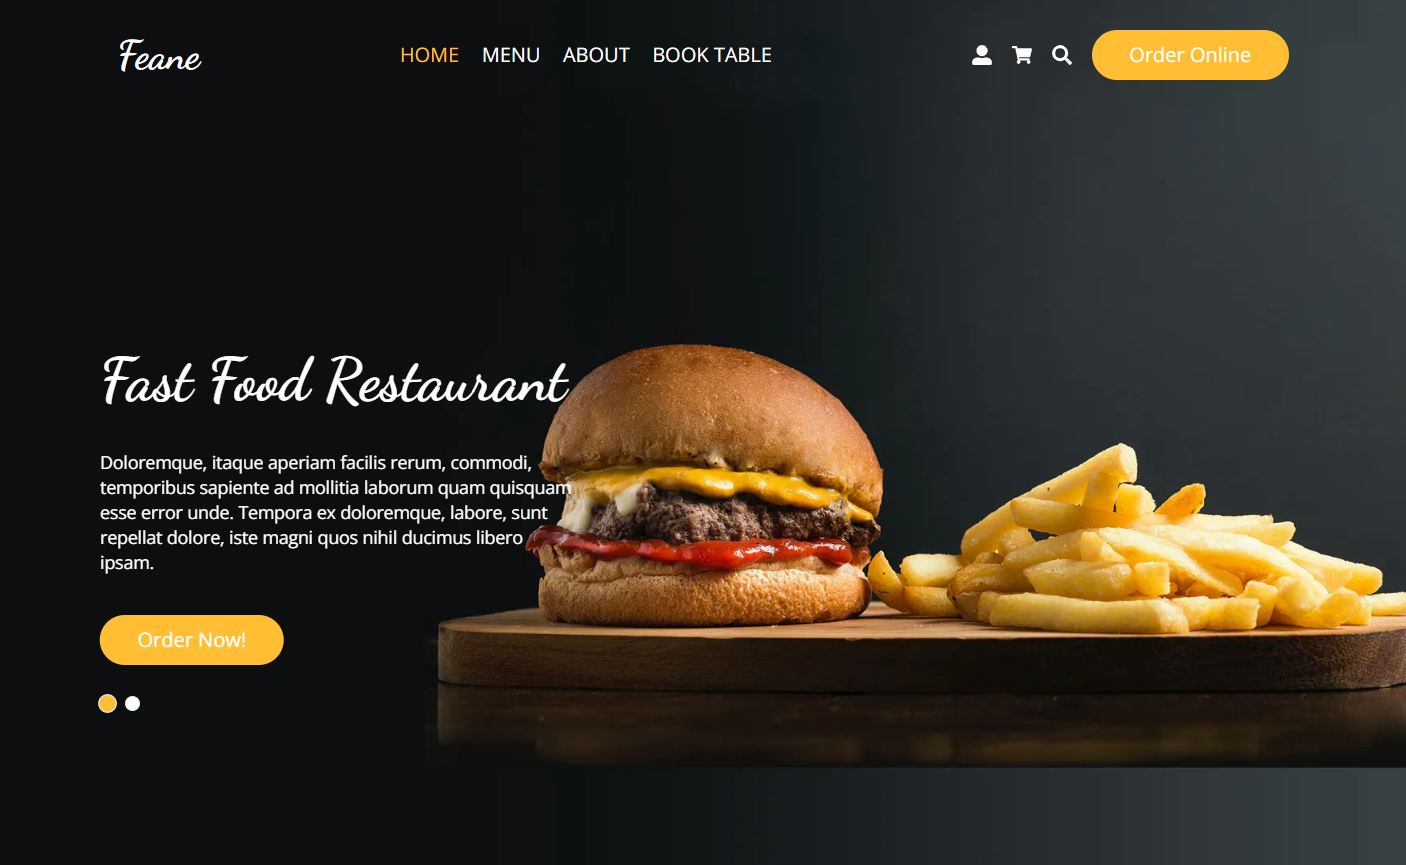 Feane
HOME MENU ABOUT BOOK TABLE
Order Online
Fast Food Restaurant
Doloremque, itaque aperiam facilis rerum, commodi,
temporibus sapiente ad mollitia laborum quam quisquam
esse error unde. Tempora ex doloremque, labore, sunt
repellat dolore, iste magni quos nihil ducimus libero
ipsam.
Order Now!